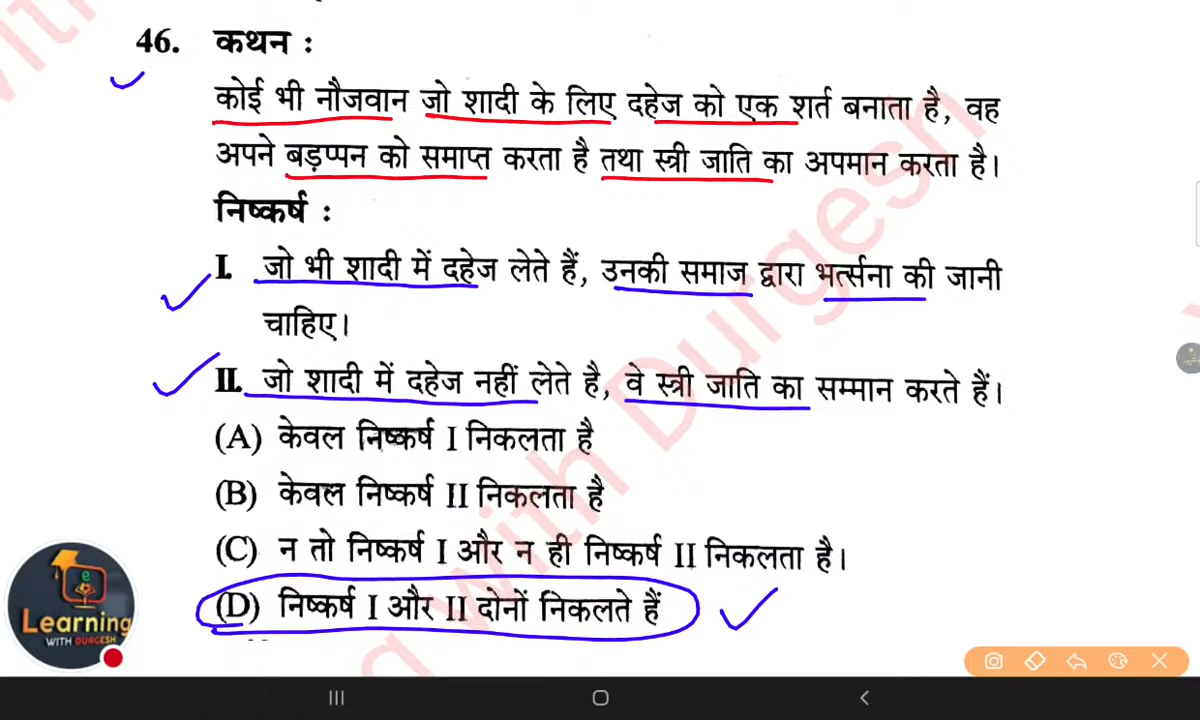 46. कथन :
कोई भी नौजवान जो शादी के लिए दहेज को एक शर्त बनाता है, वह
अपने बड़प्पन को समाप्त करता है तथा स्त्री जाति का अपमान करता है।
निष्कर्ष :
I. जो भी शादी में दहेज लेते हैं, उनकी समाज द्वारा भर्त्सना की जानी
चाहिए।
II. जो शादी में दहेज नहीं लेते है, वे स्त्री जाति का सम्मान करते हैं।
(A) केवल निष्कर्ष I निकलता है
(B) केवल निष्कर्ष II निकलता है
(C) न तो निष्कर्ष I और न ही निष्कर्ष II निकलता है।
(D) निष्कर्ष I और II दोनों निकलते हैं
e
Learning
WITH DURGESH
with Durgesh